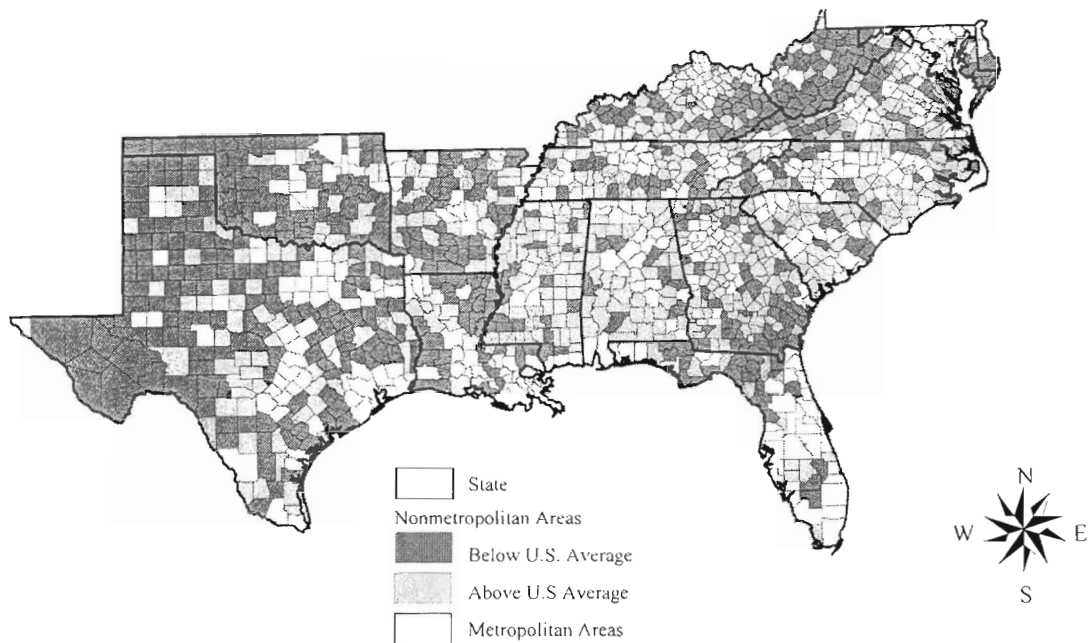 State
Nonmetropolitan Areas
Below U.S. Average
Above U.S Average
Metropolitan Areas
N
W E
S